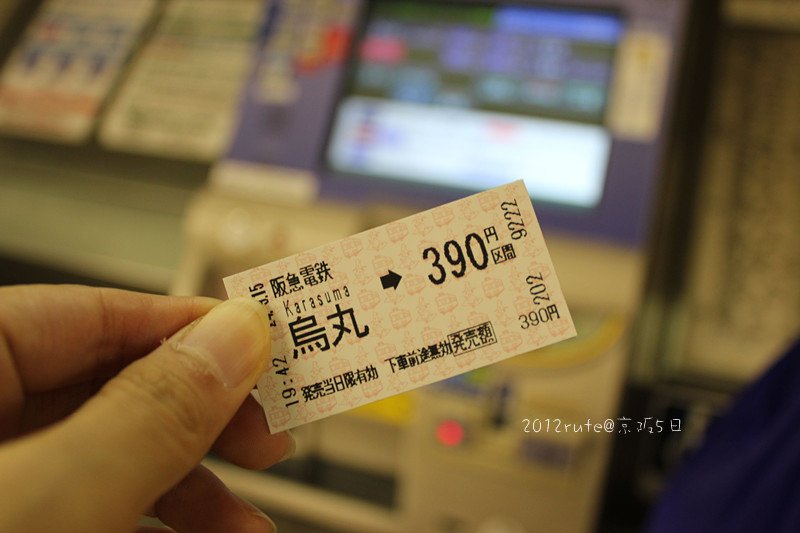 阪急電鉄
Karasuma
烏丸 ➡ 390円区間
発売当日限有効 下車前途無効 発売額
390円
19:42
9222
202
2012rufe@京阪5日